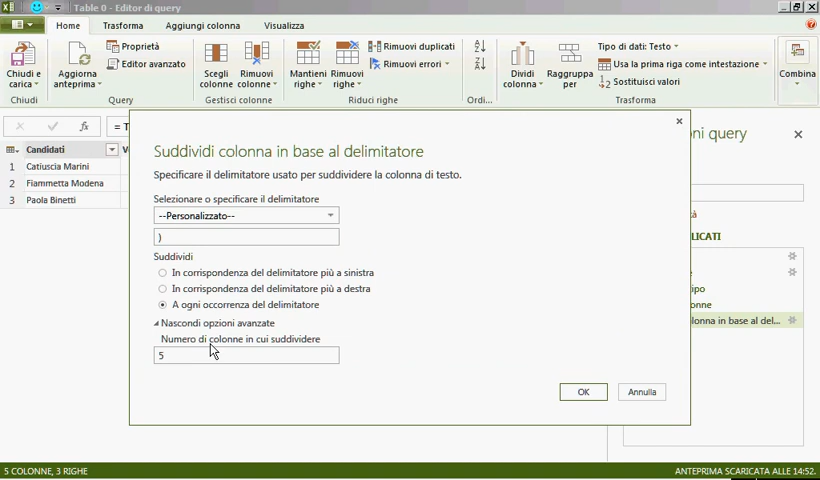 Table 0 - Editor di query
Home Trasforma Aggiungi colonna Visualizza
Chiudi e carica
Aggiorna anteprima
Proprietà
Editor avanzato
Scegli colonne
Rimuovi colonne
Mantieni righe
Rimuovi righe
Rimuovi duplicati
Rimuovi errori
Dividi colonna
Raggruppa per
Tipo di dati: Testo
Usa la prima riga come intestazione
1,2 Sostituisci valori
Combina
Chiudi Query Gestisci colonne Riduci righe Ordi... Trasforma
fx = T
ni query
Candidati V
1 Catiuscia Marini
2 Fiammetta Modena
3 Paola Binetti
Suddividi colonna in base al delimitatore
Specificare il delimitatore usato per suddividere la colonna di testo.
Selezionare o specificare il delimitatore
--Personalizzato--
)
Suddividi
In corrispondenza del delimitatore più a sinistra
In corrispondenza del delimitatore più a destra
A ogni occorrenza del delimitatore
Nascondi opzioni avanzate
Numero di colonne in cui suddividere
5
OK Annulla
tà
LICATI
e
ipo
onne
olonna in base al del...
5 COLONNE, 3 RIGHE
ANTEPRIMA SCARICATA ALLE 14:52.